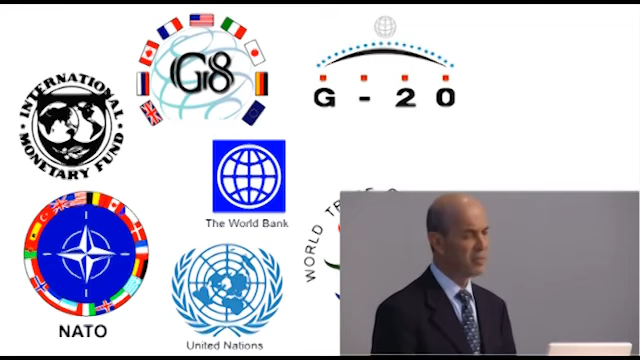 G8
G - 20
INTERNATIONAL
MONETARY FUND
The World Bank
WORLD TRADE O
NATO
United Nations